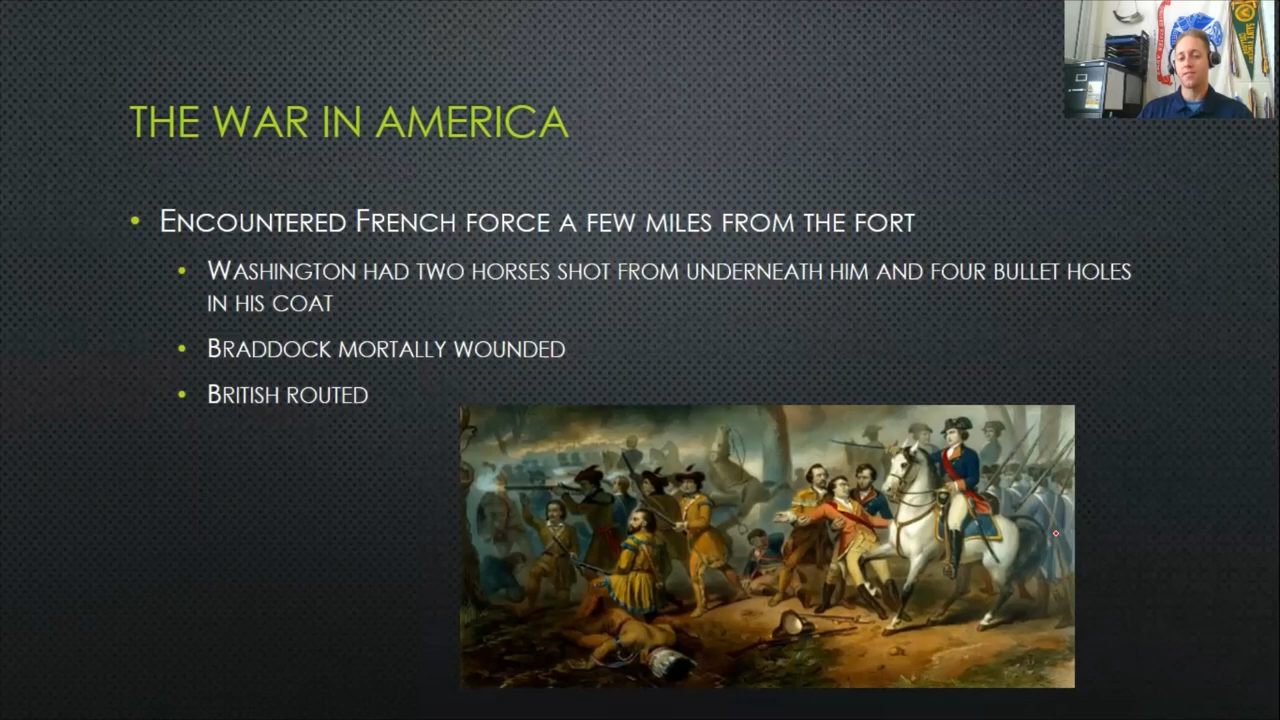 THE WAR IN AMERICA
ENCOUNTERED FRENCH FORCE A FEW MILES FROM THE FORT
WASHINGTON HAD TWO HORSES SHOT FROM UNDERNEATH HIM AND FOUR BULLET HOLES
IN HIS COAT
BRADDOCK MORTALLY WOUNDED
BRITISH ROUTED